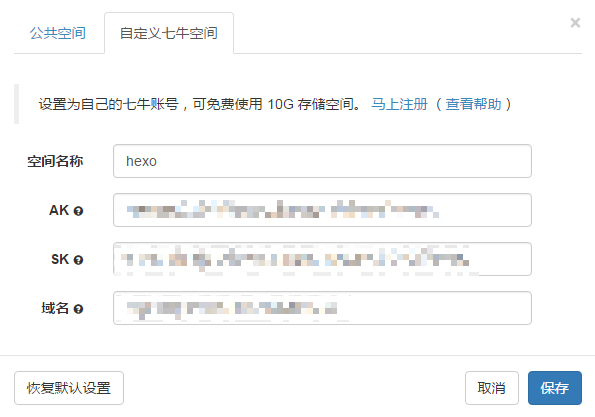 公共空间 自定义七牛空间 ×
设置为自己的七牛账号，可免费使用 10G 存储空间。 马上注册 （查看帮助）
空间名称 hexo
AK ?
SK ?
域名 ?
恢复默认设置 取消 保存